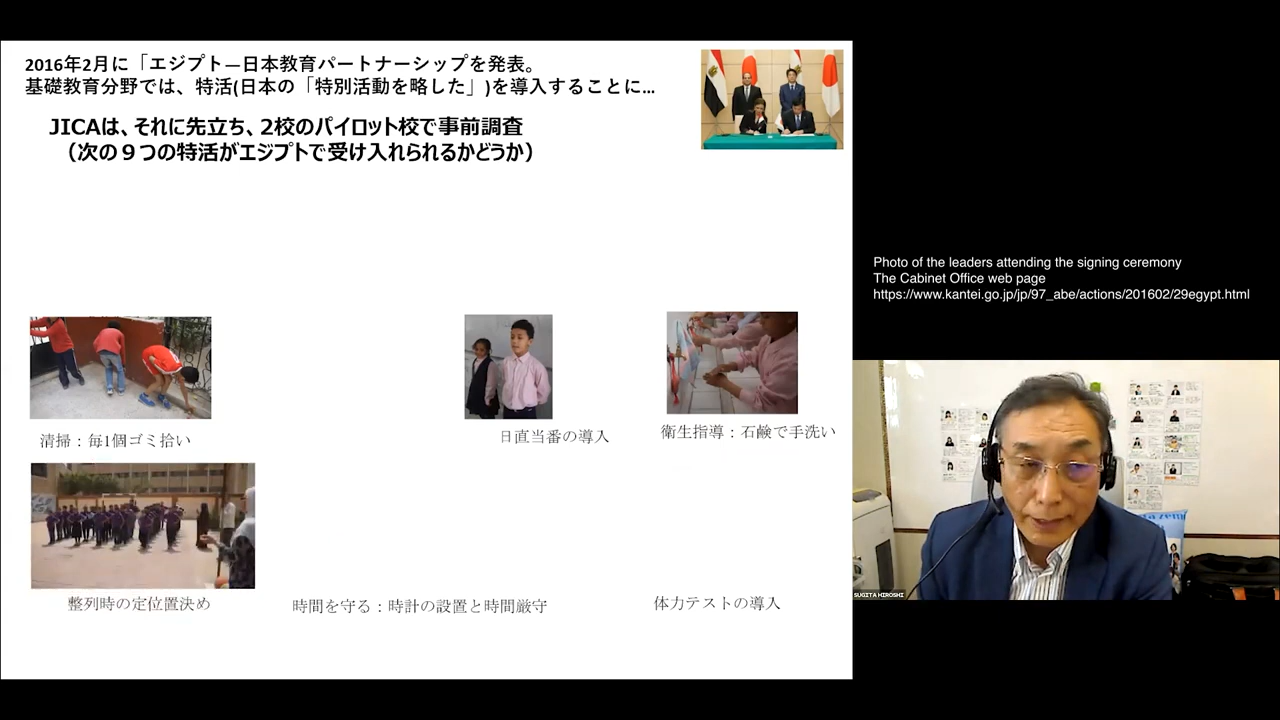 2016年2月に「エジプト―日本教育パートナーシップを発表。
基礎教育分野では、特活(日本の「特別活動を略した」)を導入することに...
JICAは、それに先立ち、2校のパイロット校で事前調査
（次の９つの特活がエジプトで受け入れられるかどうか）
Photo of the leaders attending the signing ceremony
The Cabinet Office web page
https://www.kantei.go.jp/jp/97_abe/actions/201602/29egypt.html
清掃：毎1個ゴミ拾い
日直当番の導入
衛生指導：石鹸で手洗い
整列時の定位置決め
時間を守る：時計の設置と時間厳守
体力テストの導入
SUGITA HIROSHI